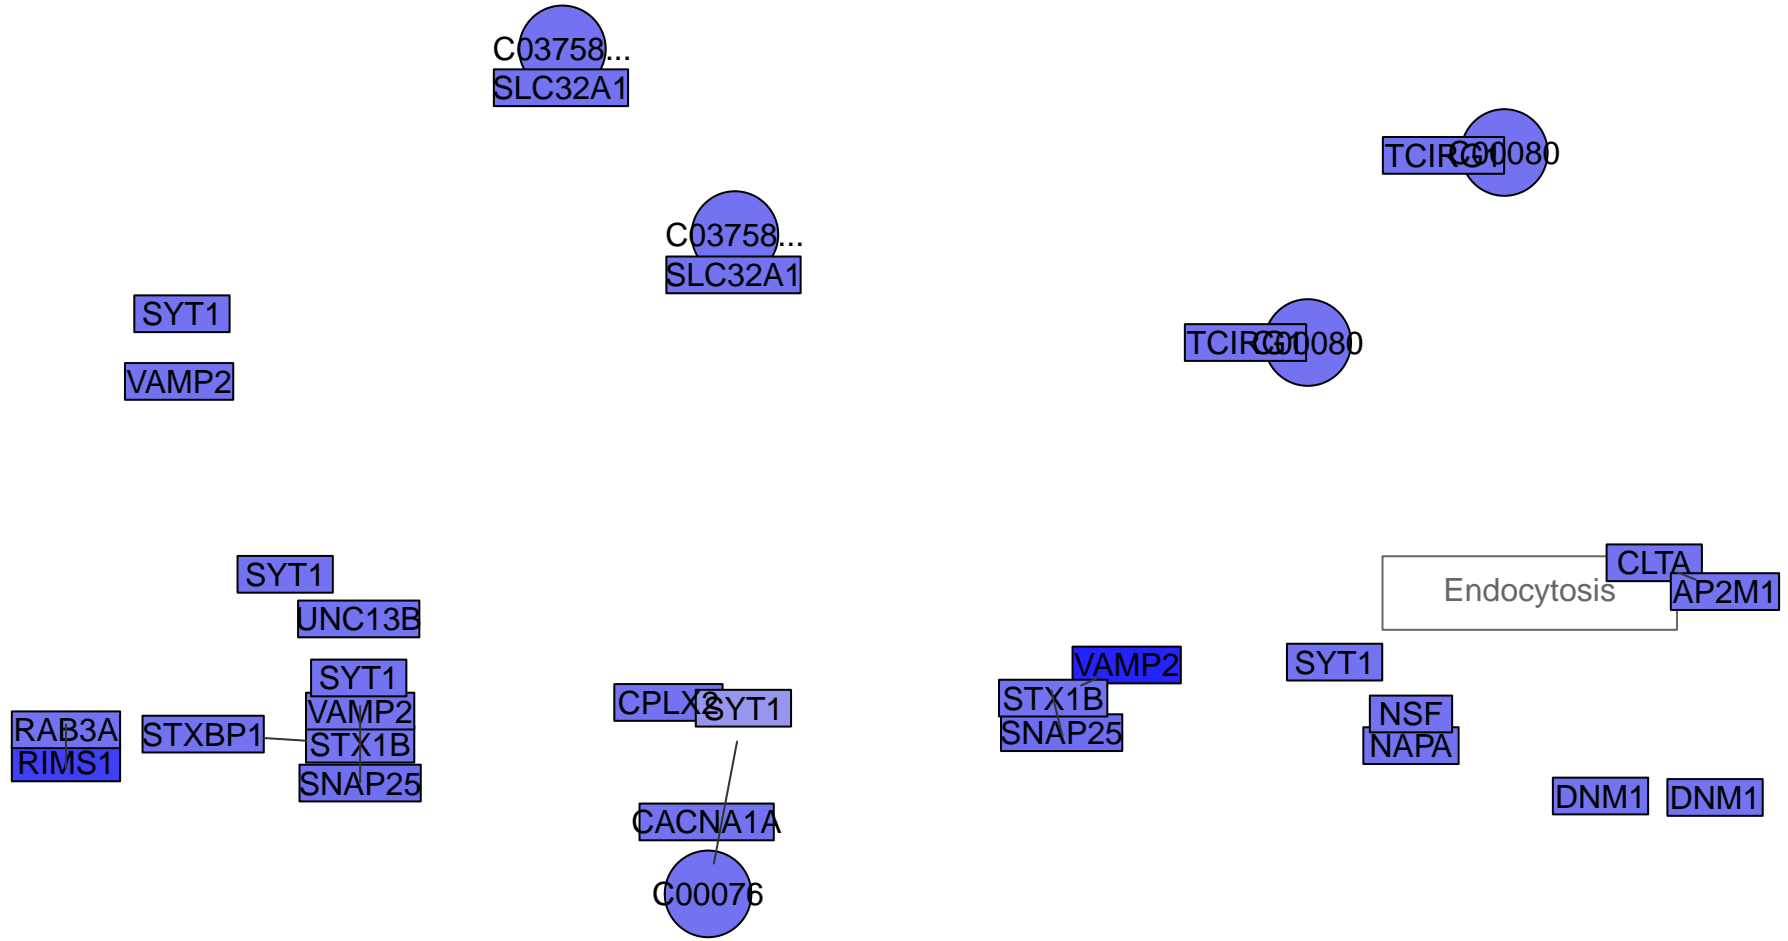 C03758...
SLC32A1
TCIRG1
C00080
C03758...
SLC32A1
SYT1
TCIRG1
C00080
VAMP2
SYT1
UNC13B
CLTA
Endocytosis
AP2M1
SYT1
VAMP2
SYT1
RAB3A
RIMS1
STXBP1
VAMP2
STX1B
SNAP25
CPLX2
SYT1
STX1B
SNAP25
NSF
NAPA
DNM1
DNM1
CACNA1A
C00076